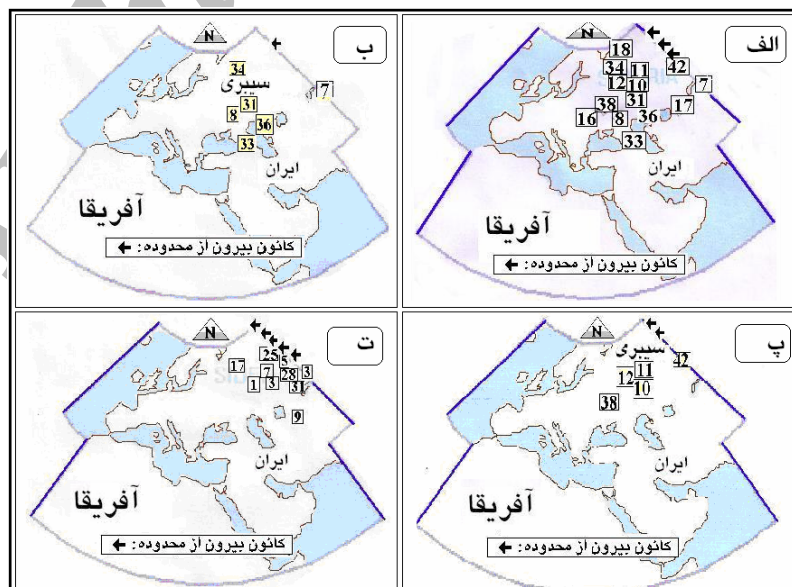 الف
N
18
42
34 11
7
12 10
31 17
38
16 8 36
33
ایران
آفریقا
کانون بیرون از محدوده: ←
ب
N
34
سیبری
7
31
8
36
33
ایران
آفریقا
کانون بیرون از محدوده: ←
پ
N
سیبری
42
11
12
10
38
ایران
آفریقا
کانون بیرون از محدوده: ←
ت
N
25
5
17
7 28 3
1 3 31
9
ایران
آفریقا
کانون بیرون از محدوده: ←